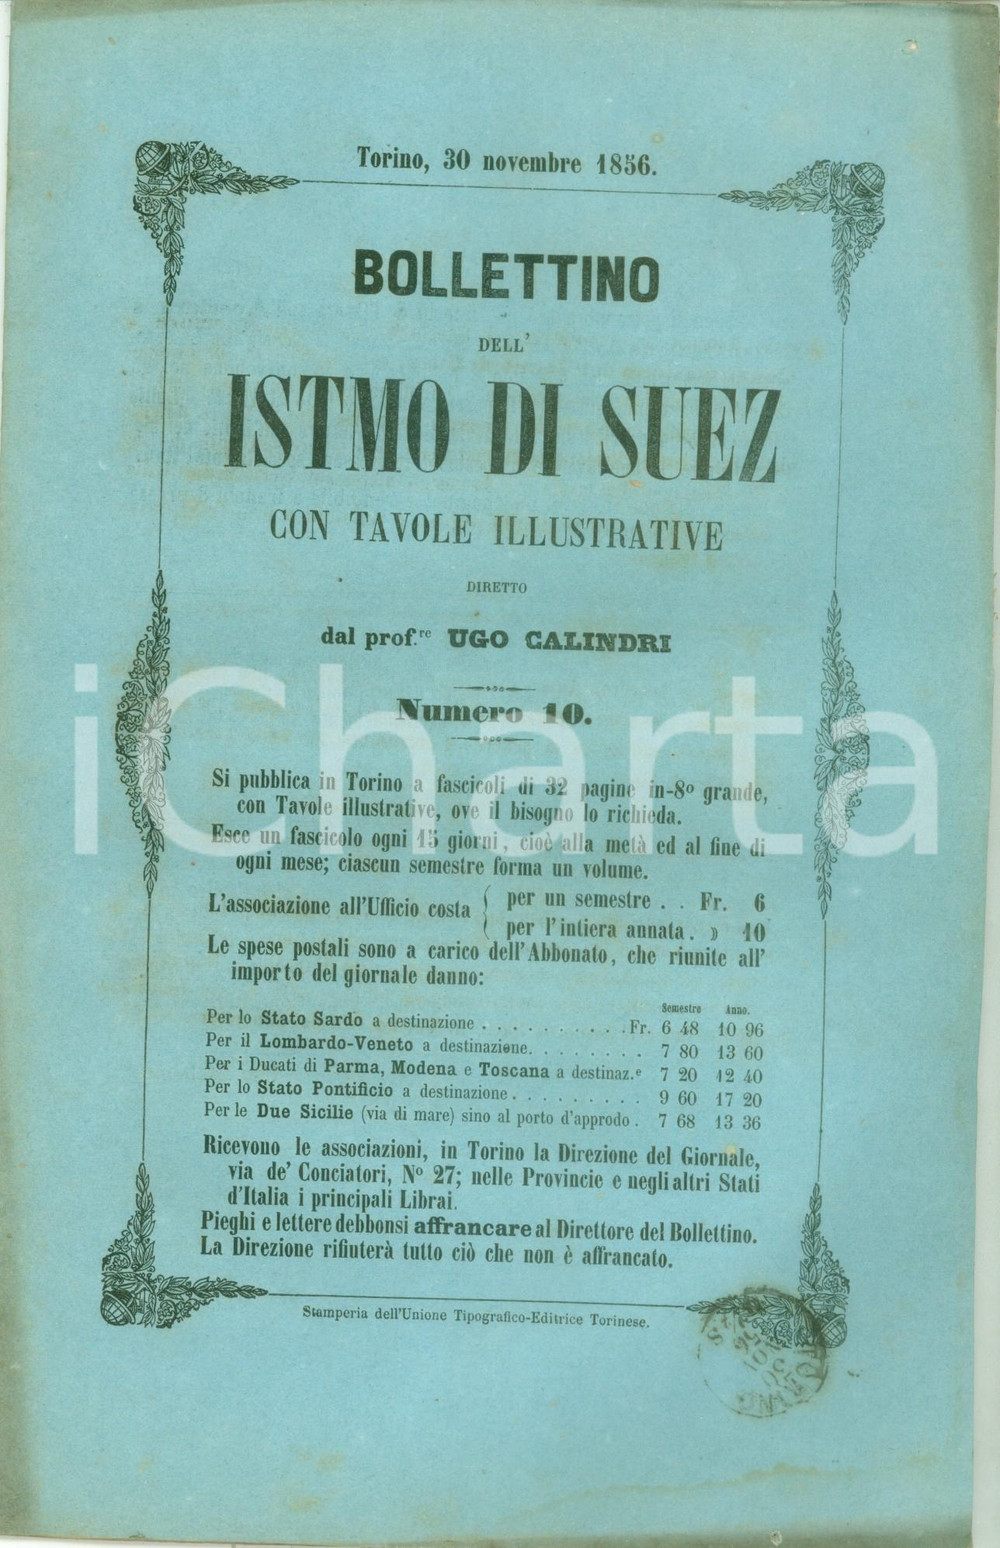 Torino, 30 novembre 1856.
BOLLETTINO
DELL'
ISTMO DI SUEZ
CON TAVOLE ILLUSTRATIVE
DIRETTO
dal prof.re UGO CALINDRI
Numero 10.
iCharta
Si pubblica in Torino a fascicoli di 32 pagine in-8º grande,
con Tavole illustrative, ove il bisogno lo richieda.
Esce un fascicolo ogni 15 giorni, cioè alla metà ed al fine di
ogni mese; ciascun semestre forma un volume.
L'associazione all'Ufficio costa { per un semestre . . Fr. 6
per l'intiera annata. » 10
Le spese postali sono a carico dell'Abbonato, che riunite all'
importo del giornale danno:
Semestre Anno.
Per lo Stato Sardo a destinazione . . . . . . . . . . Fr. 6 48 10 96
Per il Lombardo-Veneto a destinazione. . . . . . . . 7 80 13 60
Per i Ducati di Parma, Modena e Toscana a destinaz.e 7 20 12 40
Per lo Stato Pontificio a destinazione . . . . . . . . . 9 60 17 20
Per le Due Sicilie (via di mare) sino al porto d'approdo . 7 68 13 36
Ricevono le associazioni, in Torino la Direzione del Giornale,
via de' Conciatori, Nº 27; nelle Provincie e negli altri Stati
d'Italia i principali Librai.
Pieghi e lettere debbonsi affrancare al Direttore del Bollettino.
La Direzione rifiuterà tutto ciò che non è affrancato.
Stamperia dell'Unione Tipografico-Editrice Torinese.
TORINO